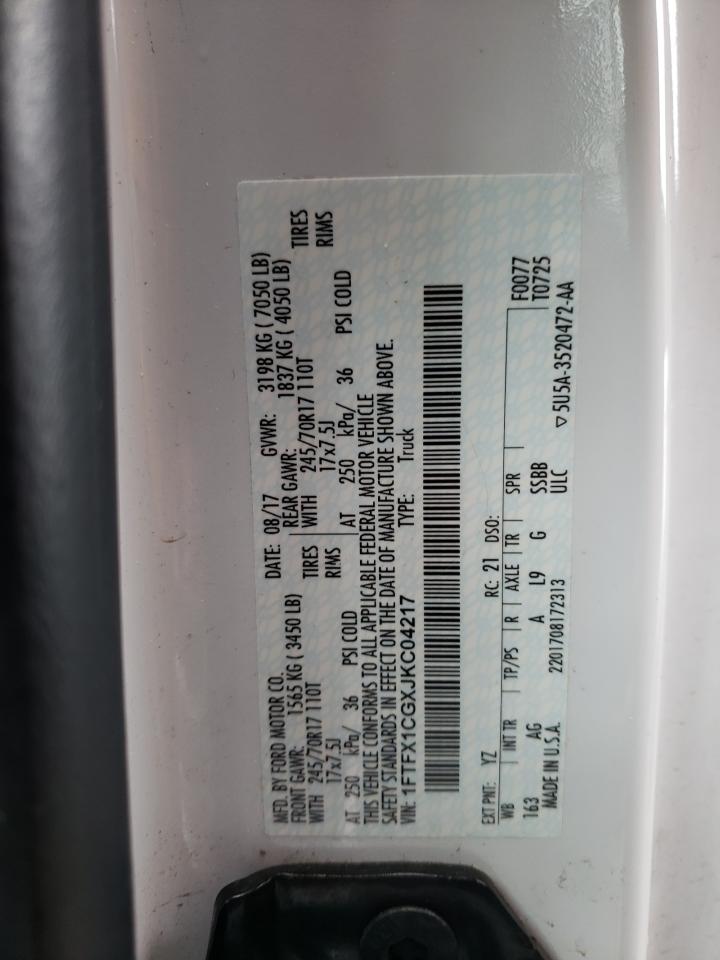 MFD. BY FORD MOTOR CO. DATE: 08/17 GVWR: 3198 KG ( 7050 LB)
FRONT GAWR: 1565 KG ( 3450 LB) REAR GAWR: 1837 KG ( 4050 LB)
WITH 245/70R17 110T TIRES WITH 245/70R17 110T TIRES
17x7.5J RIMS 17x7.5J RIMS
AT 250 kPa/ 36 PSI COLD AT 250 kPa/ 36 PSI COLD
THIS VEHICLE CONFORMS TO ALL APPLICABLE FEDERAL MOTOR VEHICLE
SAFETY STANDARDS IN EFFECT ON THE DATE OF MANUFACTURE SHOWN ABOVE.
VIN: 1FTFX1CGXJKC04217 TYPE: Truck
EXT PNT: YZ RC: 21 DSO:
WB INT TR TP/PS R AXLE TR SPR F0077
163 AG A L9 G SSBB T0725
MADE IN U.S.A. 2201708172313 ULC ▽5U5A-3520472-AA